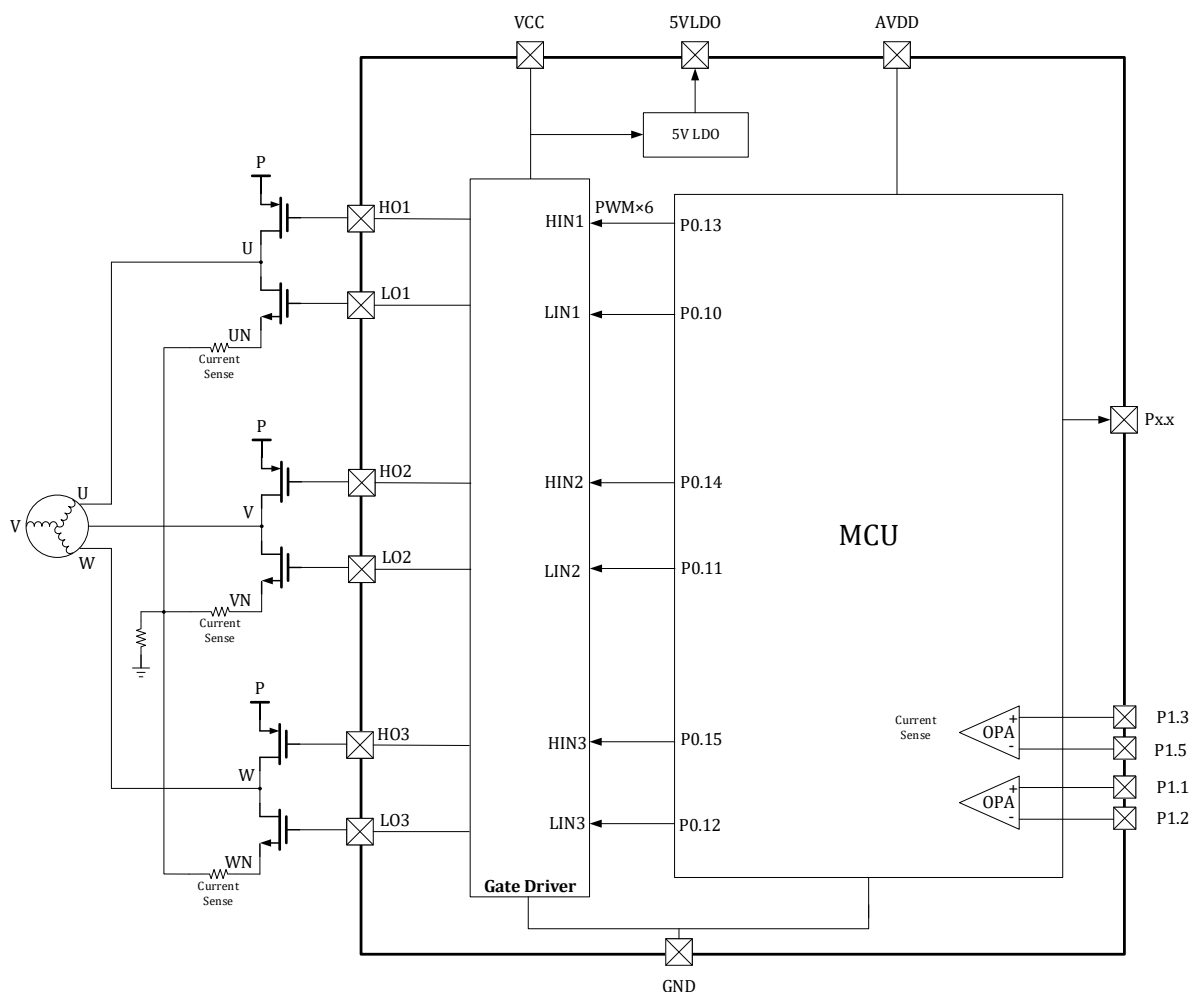 VCC
5VLDO
AVDD
5V LDO
P
HO1
HIN1
PWM×6
P0.13
U
LO1
LIN1
P0.10
UN
Current
Sense
Px.x
P
HO2
HIN2
P0.14
U
V
V
MCU
W
LO2
LIN2
P0.11
VN
Current
Sense
P
HO3
HIN3
P0.15
Current
Sense
+
OPA
-
P1.3
P1.5
W
+
OPA
-
P1.1
P1.2
LO3
LIN3
P0.12
WN
Current
Sense
Gate Driver
GND